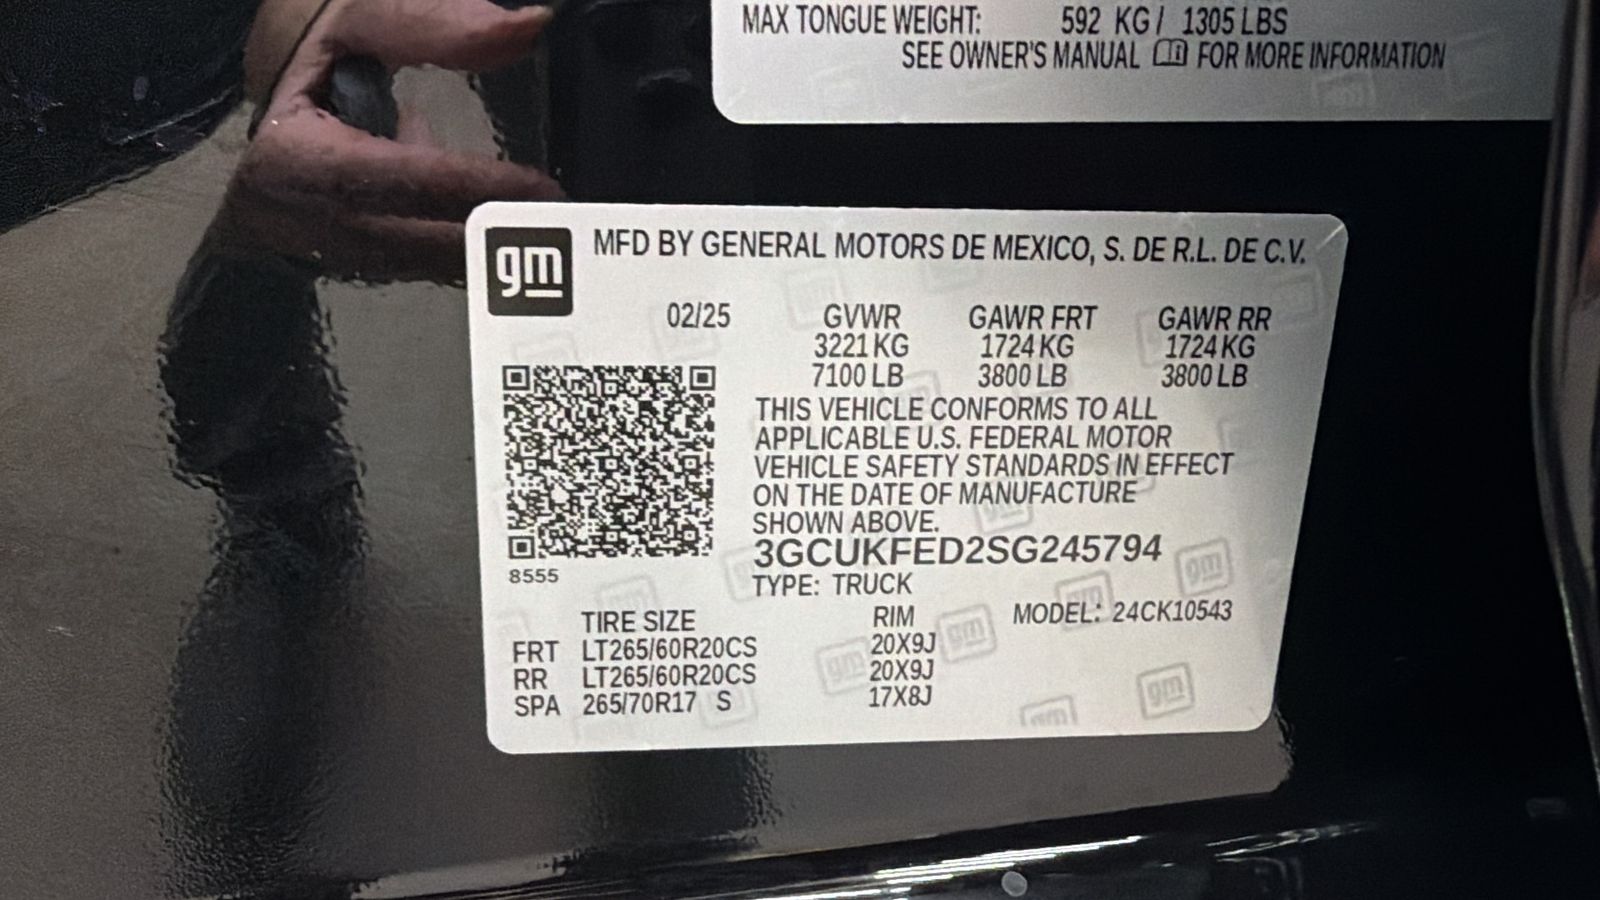 MAX TONGUE WEIGHT: 592 KG / 1305 LBS
SEE OWNER'S MANUAL FOR MORE INFORMATION
gm
MFD BY GENERAL MOTORS DE MEXICO, S. DE R.L. DE C.V.
02/25 GVWR GAWR FRT GAWR RR
3221 KG 1724 KG 1724 KG
7100 LB 3800 LB 3800 LB
THIS VEHICLE CONFORMS TO ALL
APPLICABLE U.S. FEDERAL MOTOR
VEHICLE SAFETY STANDARDS IN EFFECT
ON THE DATE OF MANUFACTURE
SHOWN ABOVE.
3GCUKFED2SG245794
8555
TYPE: TRUCK
TIRE SIZE RIM MODEL: 24CK10543
FRT LT265/60R20CS 20X9J
RR LT265/60R20CS 20X9J
SPA 265/70R17 S 17X8J